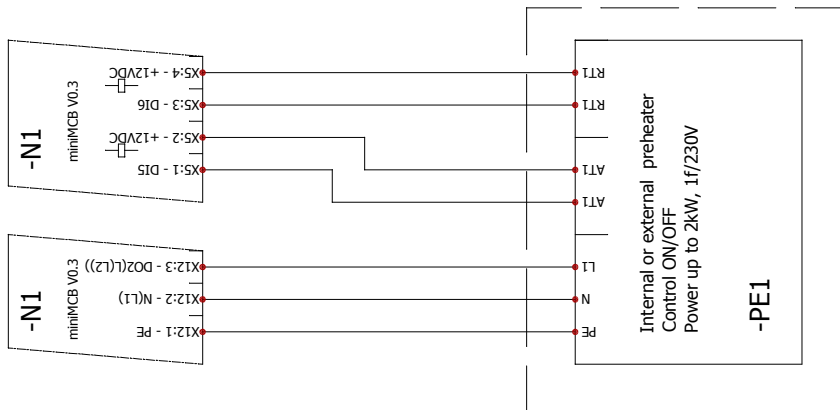 -N1
miniMCB V0.3
X5:4 - +12VDC
X5:3 - DI6
X5:2 - +12VDC
X5:1 - DI5
-N1
miniMCB V0.3
X12:3 - DO2(L(L2))
X12:2 - N(L1)
X12:1 - PE
RT1
RT1
AT1
AT1
L1
N
PE
Internal or external preheater
Control ON/OFF
Power up to 2kW, 1f/230V
-PE1